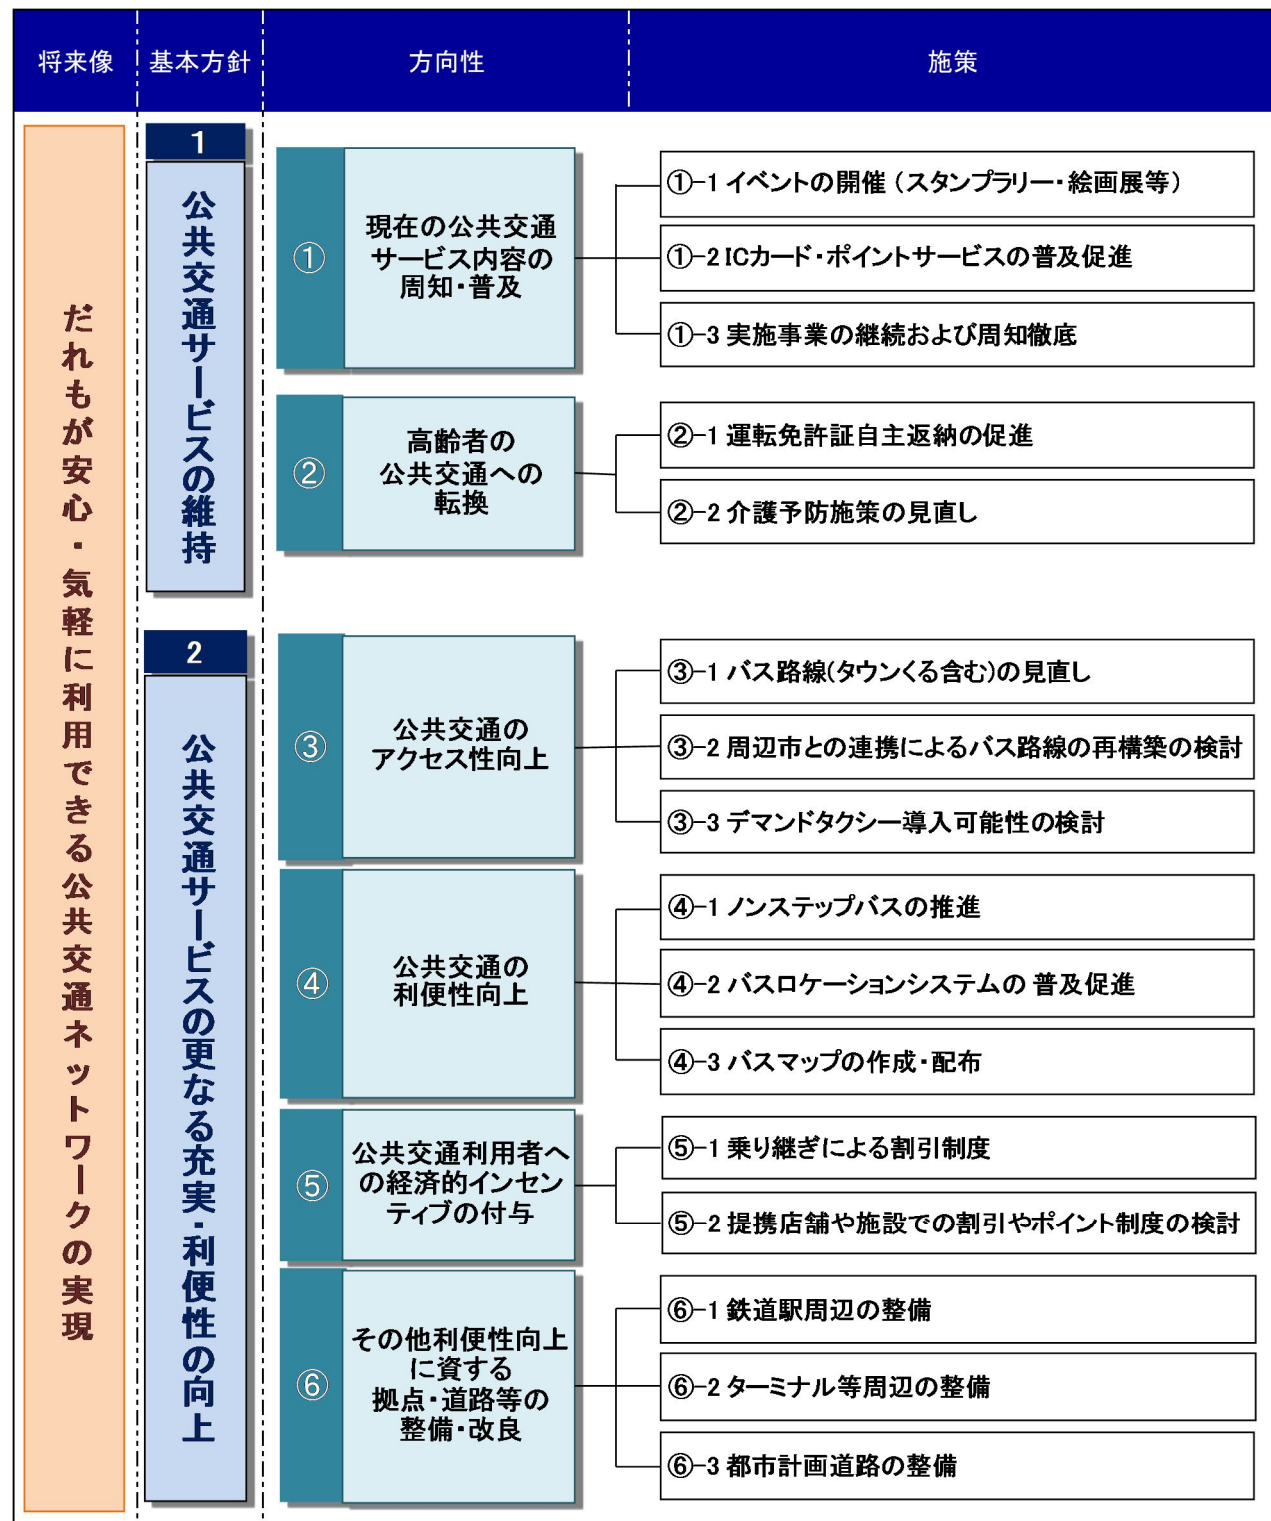 将来像
基本方針
方向性
施策
だれもが安心・気軽に利用できる公共交通ネットワークの実現
1
公共交通サービスの維持
①
現在の公共交通
サービス内容の
周知・普及
①-1 イベントの開催（スタンプラリー・絵画展等）
①-2 ICカード・ポイントサービスの普及促進
①-3 実施事業の継続および周知徹底
②
高齢者の
公共交通への
転換
②-1 運転免許証自主返納の促進
②-2 介護予防施策の見直し
2
公共交通サービスの更なる充実・利便性の向上
③
公共交通の
アクセス性向上
③-1 バス路線(タウンくる含む)の見直し
③-2 周辺市との連携によるバス路線の再構築の検討
③-3 デマンドタクシー導入可能性の検討
④
公共交通の
利便性向上
④-1 ノンステップバスの推進
④-2 バスロケーションシステムの 普及促進
④-3 バスマップの作成・配布
⑤
公共交通利用者へ
の経済的インセン
ティブの付与
⑤-1 乗り継ぎによる割引制度
⑤-2 提携店舗や施設での割引やポイント制度の検討
⑥
その他利便性向上
に資する
拠点・道路等の
整備・改良
⑥-1 鉄道駅周辺の整備
⑥-2 ターミナル等周辺の整備
⑥-3 都市計画道路の整備